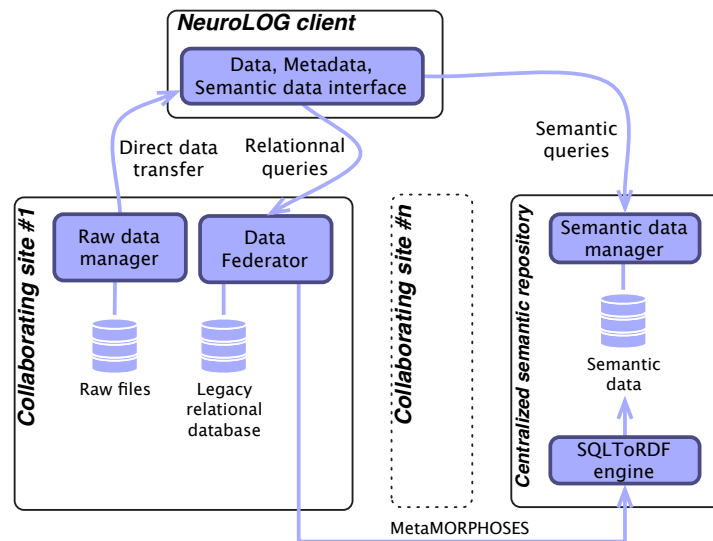 NeuroLOG client
Data, Metadata,
Semantic data interface
Direct data
transfer
Relationnal
queries
Semantic
queries
Collaborating site #1
Raw data
manager
Data
Federator
Raw files
Legacy
relational
database
Collaborating site #n
Centralized semantic repository
Semantic data
manager
Semantic
data
SQLToRDF
engine
MetaMORPHOSES